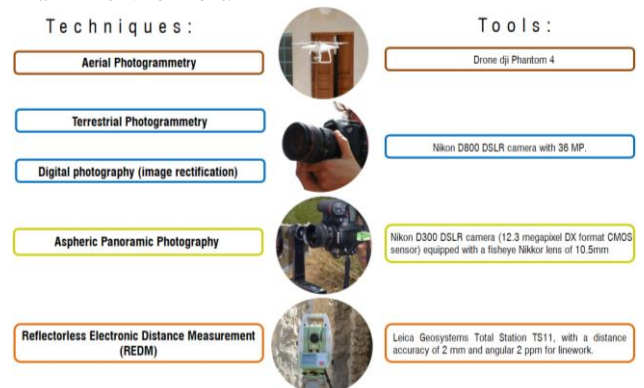 Techniques:
Tools:
Aerial Photogrammetry
Drone dji Phantom 4
Terrestrial Photogrammetry
Digital photography (image rectification)
Nikon D800 DSLR camera with 36 MP.
Aspheric Panoramic Photography
Nikon D300 DSLR camera (12.3 megapixel DX format CMOS
sensor) equipped with a fisheye Nikkor lens of 10.5mm
Reflectorless Electronic Distance Measurement
(REDM)
Leica Geosystems Total Station TS11, with a distance
accuracy of 2 mm and angular 2 ppm for linework.